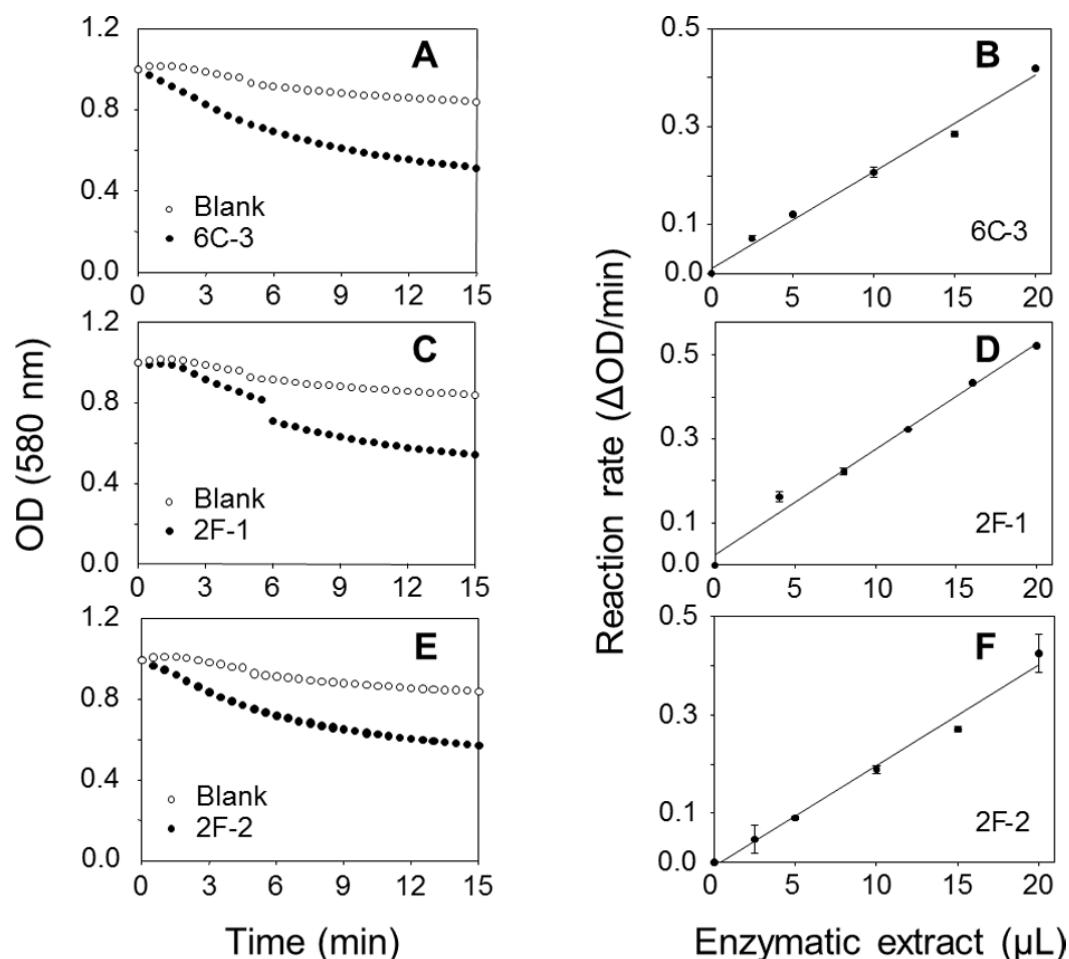 OD (580 nm)
1.2
0.8
0.4
0.0
A
Blank
6C-3
0 3 6 9 12 15
1.2
0.8
0.4
0.0
C
Blank
2F-1
0 3 6 9 12 15
1.2
0.8
0.4
0.0
E
Blank
2F-2
0 3 6 9 12 15
Time (min)
Reaction rate (ΔOD/min)
0.5
0.3
0.1
0.0
B
6C-3
0 5 10 15 20
0.5
0.3
0.1
0.0
D
2F-1
0 5 10 15 20
0.5
0.3
0.1
0.0
F
2F-2
0 5 10 15 20
Enzymatic extract (µL)